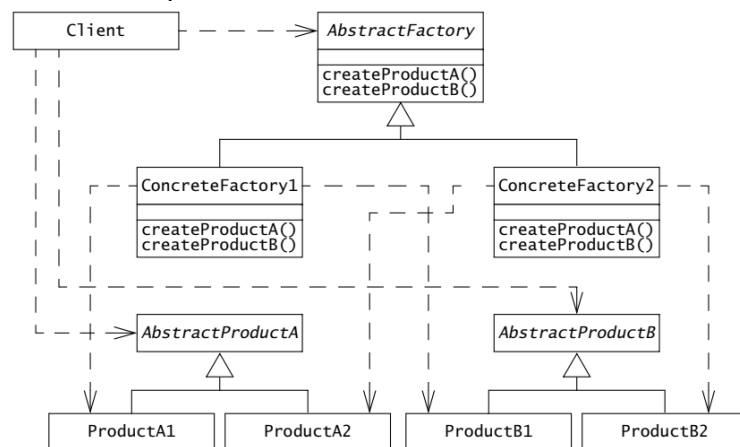 Client
AbstractFactory
createProductA()
createProductB()
ConcreteFactory1
createProductA()
createProductB()
ConcreteFactory2
createProductA()
createProductB()
AbstractProductA
AbstractProductB
ProductA1
ProductA2
ProductB1
ProductB2